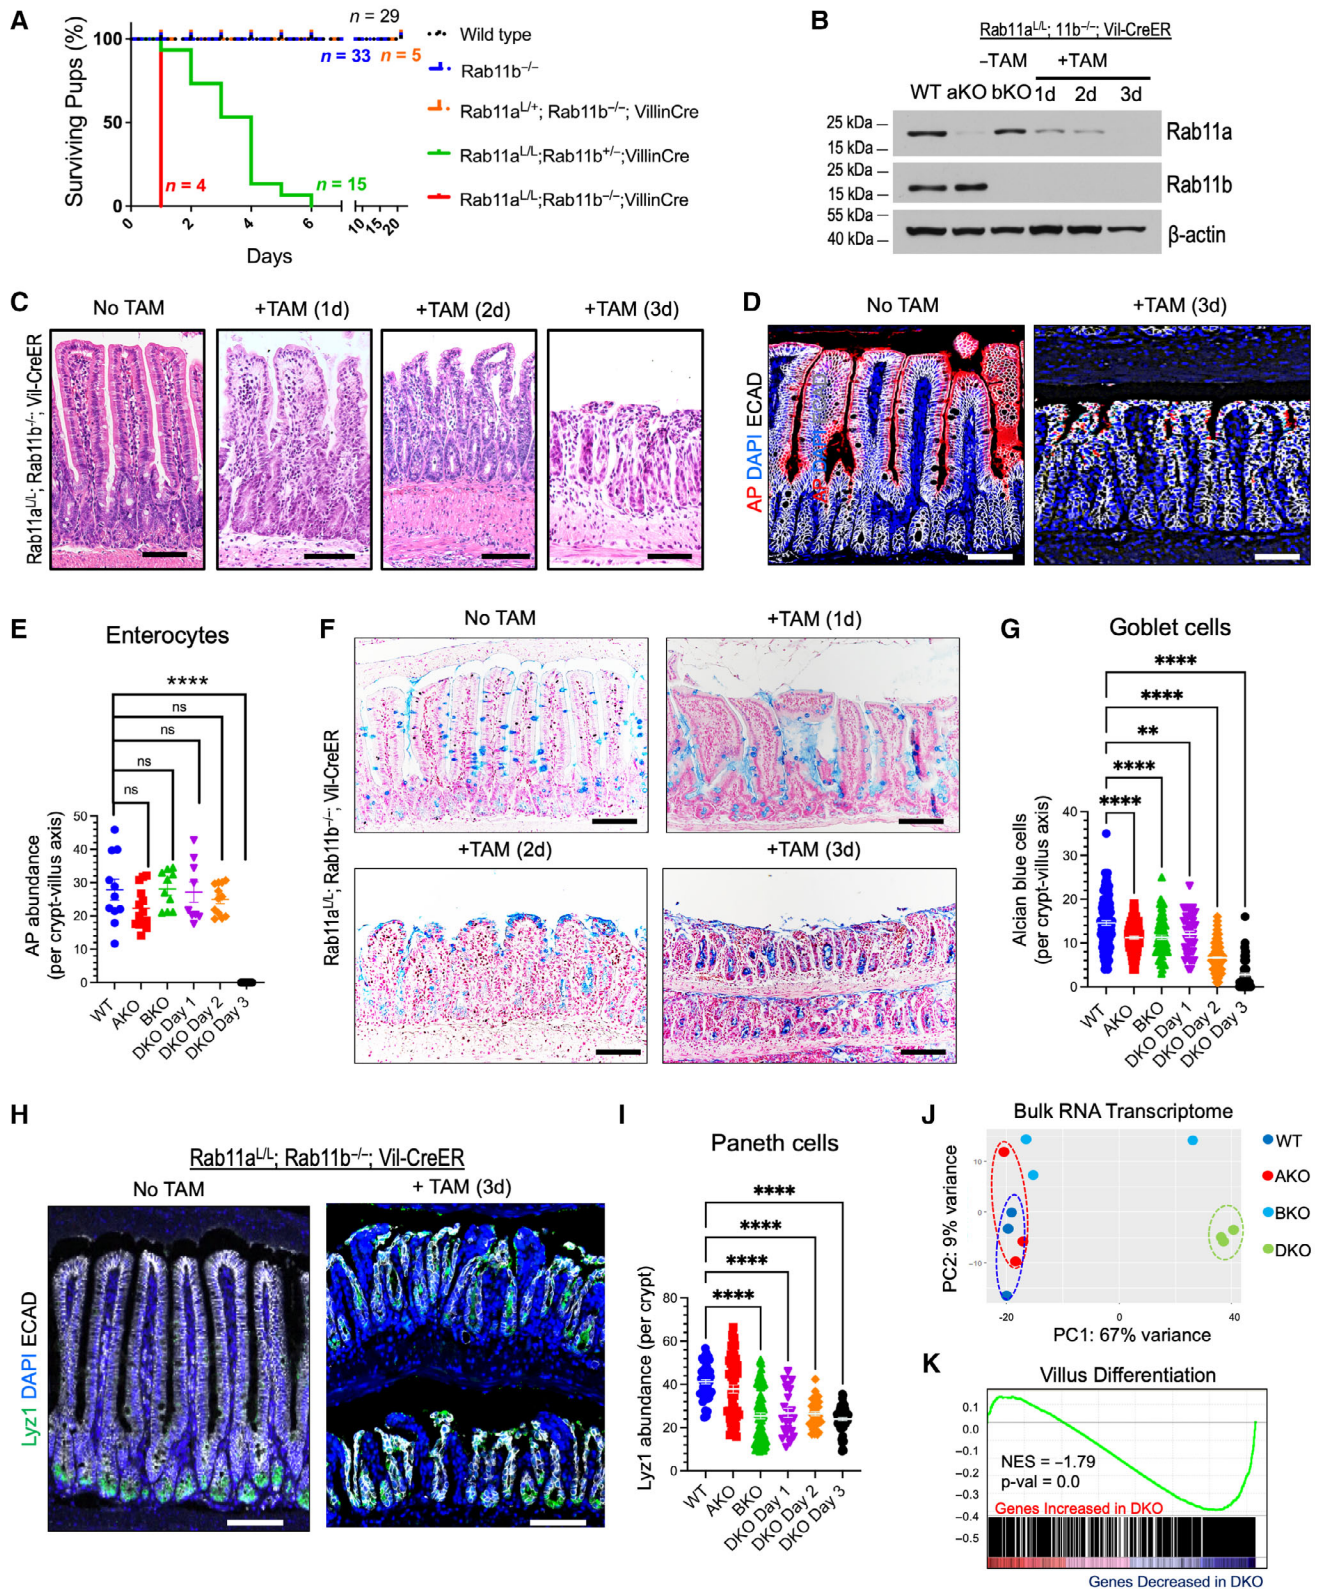 A
Surviving Pups (%)
100
50
0
0
2
4
6
10
15
20
Days
n = 29
n = 33
n = 5
n = 4
n = 15
Wild type
Rab11b–/–
Rab11aL/+; Rab11b–/–; VillinCre
Rab11aL/L;Rab11b+/–;VillinCre
Rab11aL/L;Rab11b–/–;VillinCre
B
Rab11aL/L; 11b–/–; Vil-CreER
–TAM
+TAM
WT aKO bKO 1d 2d 3d
25 kDa
15 kDa
Rab11a
25 kDa
15 kDa
Rab11b
55 kDa
40 kDa
β-actin
C
Rab11aL/L; Rab11b–/–; Vil-CreER
No TAM
+TAM (1d)
+TAM (2d)
+TAM (3d)
D
AP DAPI ECAD
No TAM
+TAM (3d)
E
Enterocytes
****
ns
ns
ns
ns
AP abundance
(per crypt-villus axis)
50
40
30
20
10
0
WT
AKO
BKO
DKO Day 1
DKO Day 2
DKO Day 3
F
Rab11aL/L; Rab11b–/–; Vil-CreER
No TAM
+TAM (1d)
+TAM (2d)
+TAM (3d)
G
Goblet cells
****
****
**
****
****
Alcian blue cells
(per crypt-villus axis)
40
30
20
10
0
WT
AKO
BKO
DKO Day 1
DKO Day 2
DKO Day 3
H
Rab11aL/L; Rab11b–/–; Vil-CreER
No TAM
+ TAM (3d)
Lyz1 DAPI ECAD
I
Paneth cells
****
****
****
****
Lyz1 abundance (per crypt)
80
60
40
20
0
WT
AKO
BKO
DKO Day 1
DKO Day 2
DKO Day 3
J
Bulk RNA Transcriptome
PC2: 9% variance
10
0
–10
-20
0
20
40
PC1: 67% variance
WT
AKO
BKO
DKO
K
Villus Differentiation
0.1
0.0
–0.1
–0.2
–0.3
–0.4
–0.5
NES = –1.79
p-val = 0.0
Genes Increased in DKO
Genes Decreased in DKO